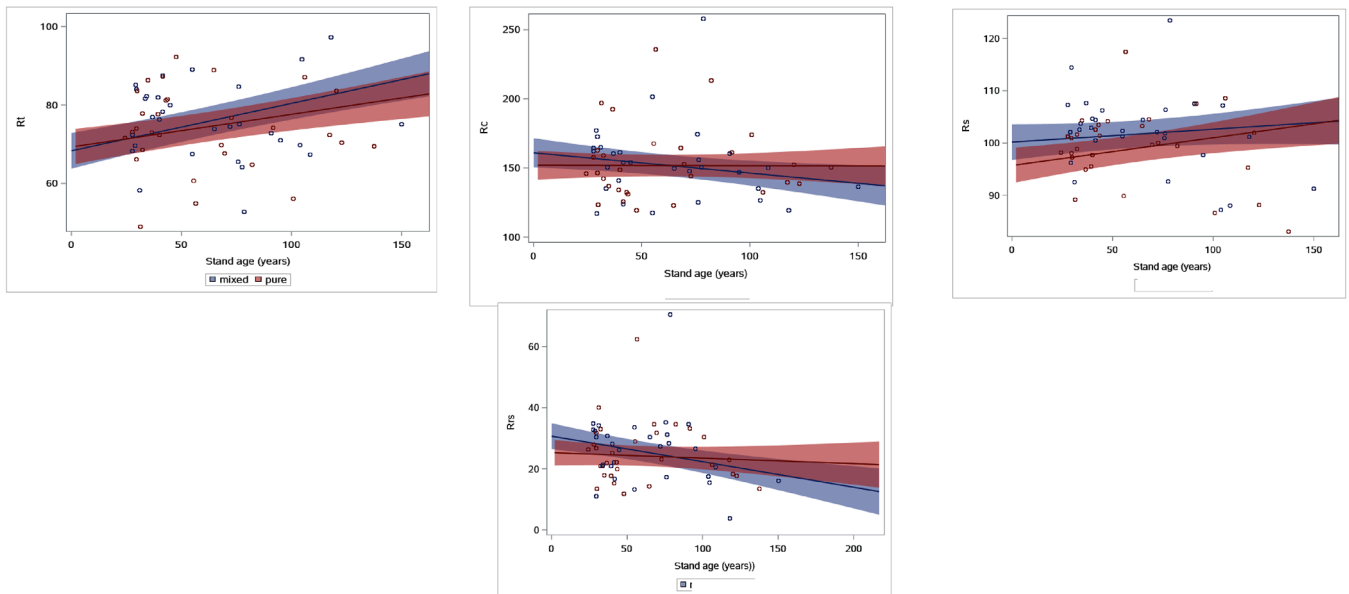 Rt
100
80
60
0 50 100 150
Stand age (years)
mixed pure
Rc
250
200
150
100
0 50 100 150
Stand age (years)
Rs
120
110
100
90
0 50 100 150
Stand age (years)
Rrs
60
40
20
0
0 50 100 150 200
Stand age (years))